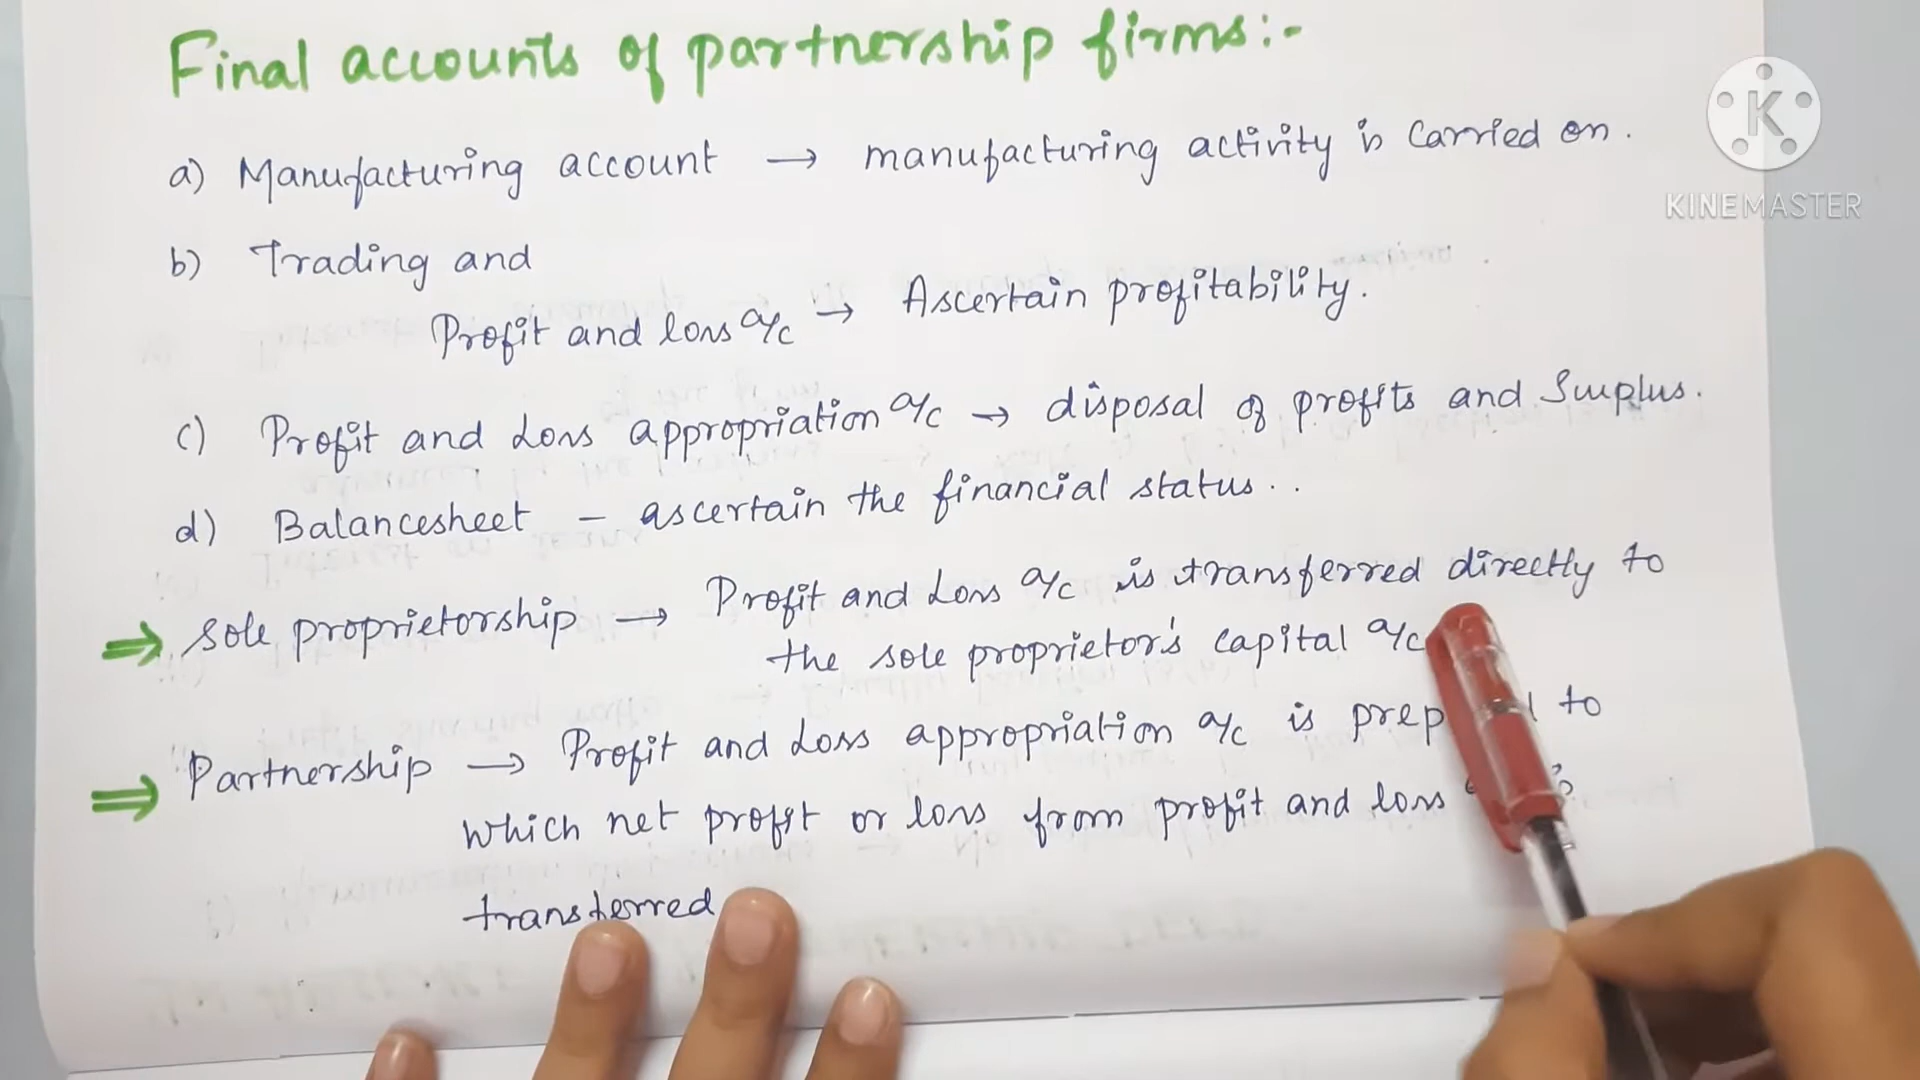 Final accounts of partnership firms:-
a) Manufacturing account → manufacturing activity is carried on.
b) Trading and
Profit and loss a/c → Ascertain profitability.
c) Profit and Loss appropriation a/c → disposal of profits and Surplus.
d) Balancesheet – ascertain the financial status..
⇒ sole proprietorship → Profit and Loss a/c is transferred directly to
the sole proprietor's capital a/c
⇒ Partnership → Profit and Loss appropriation a/c is to
which net profit or loss from profit and loss
transferred
K
KINEMASTER